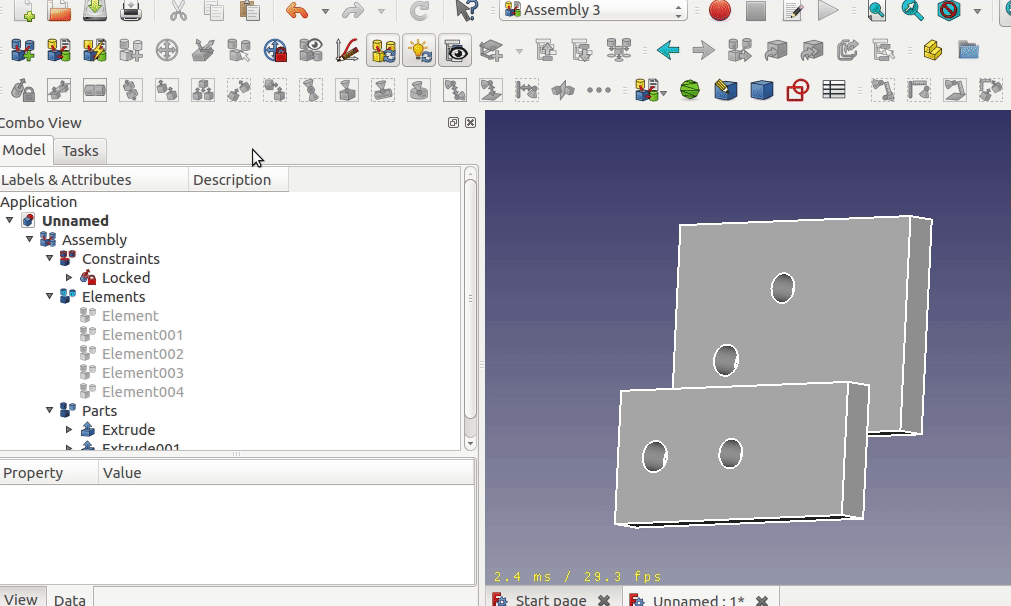 Assembly 3
Combo View
Model Tasks
Labels & Attributes Description
Application
Unnamed
Assembly
Constraints
Locked
Elements
Element
Element001
Element002
Element003
Element004
Parts
Extrude
Extrude001
Property Value
2.4 ms / 29.3 fps
View Data
Start page Unnamed : 1*